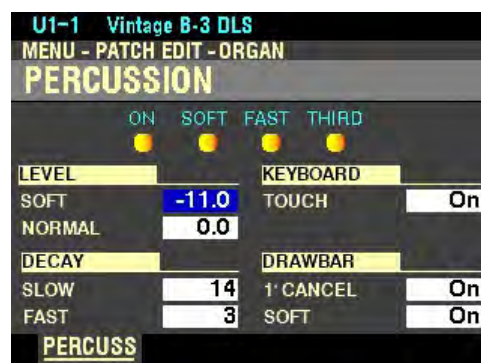 U1-1 Vintage B-3 DLS
MENU - PATCH EDIT - ORGAN
PERCUSSION
ON SOFT FAST THIRD
LEVEL KEYBOARD
SOFT -11.0 TOUCH On
NORMAL 0.0
DECAY DRAWBAR
SLOW 14 1' CANCEL On
FAST 3 SOFT On
PERCUSS